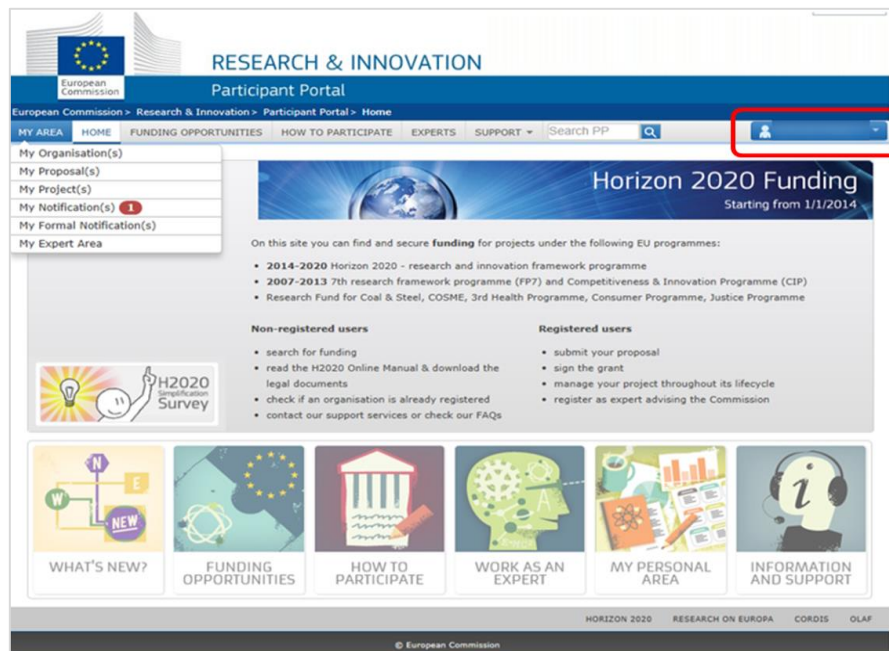 RESEARCH & INNOVATION
European
Commission
Participant Portal
European Commission > Research & Innovation > Participant Portal > Home
MY AREA HOME FUNDING OPPORTUNITIES HOW TO PARTICIPATE EXPERTS SUPPORT Search PP
My Organisation(s)
My Proposal(s)
My Project(s)
My Notification(s) 1
My Formal Notification(s)
My Expert Area
Horizon 2020 Funding
Starting from 1/1/2014
On this site you can find and secure funding for projects under the following EU programmes:
• 2014-2020 Horizon 2020 - research and innovation framework programme
• 2007-2013 7th research framework programme (FP7) and Competitiveness & Innovation Programme (CIP)
• Research Fund for Coal & Steel, COSME, 3rd Health Programme, Consumer Programme, Justice Programme
Non-registered users
• search for funding
• read the H2020 Online Manual & download the
legal documents
• check if an organisation is already registered
• contact our support services or check our FAQs
Registered users
• submit your proposal
• sign the grant
• manage your project throughout its lifecycle
• register as expert advising the Commission
H2020
Simplification
Survey
N
E
W
NEW
A
i
WHAT'S NEW?
FUNDING
OPPORTUNITIES
HOW TO
PARTICIPATE
WORK AS AN
EXPERT
MY PERSONAL
AREA
INFORMATION
AND SUPPORT
HORIZON 2020 RESEARCH ON EUROPA CORDIS OLAF
© European Commission